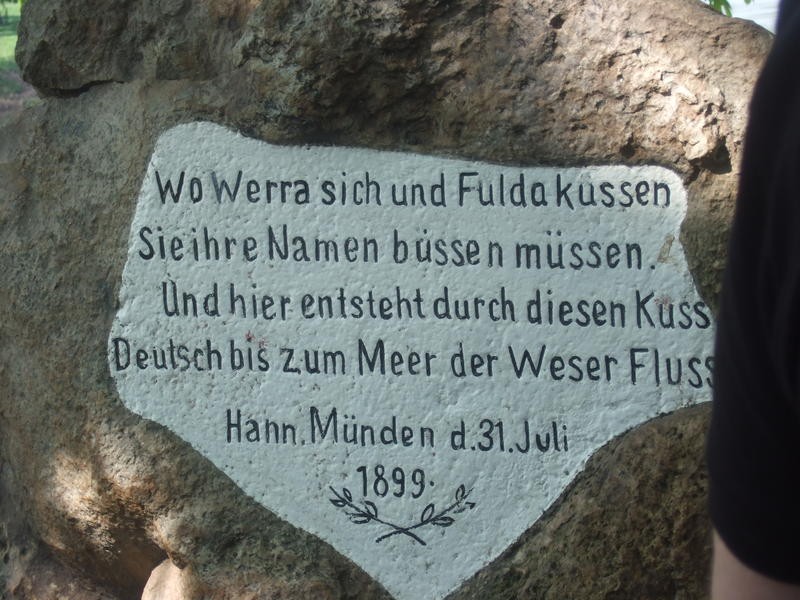 Wo Werra sich und Fulda küssen
Sie ihre Namen büssen müssen.
Und hier entsteht durch diesen Kuss
Deutsch bis zum Meer der Weser Fluss
Hann. Münden d. 31. Juli
1899.